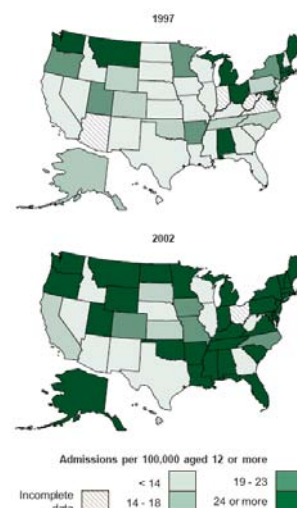 1997
2002
Admissions per 100,000 aged 12 or more
Incomplete data
< 14
14 - 18
19 - 23
24 or more